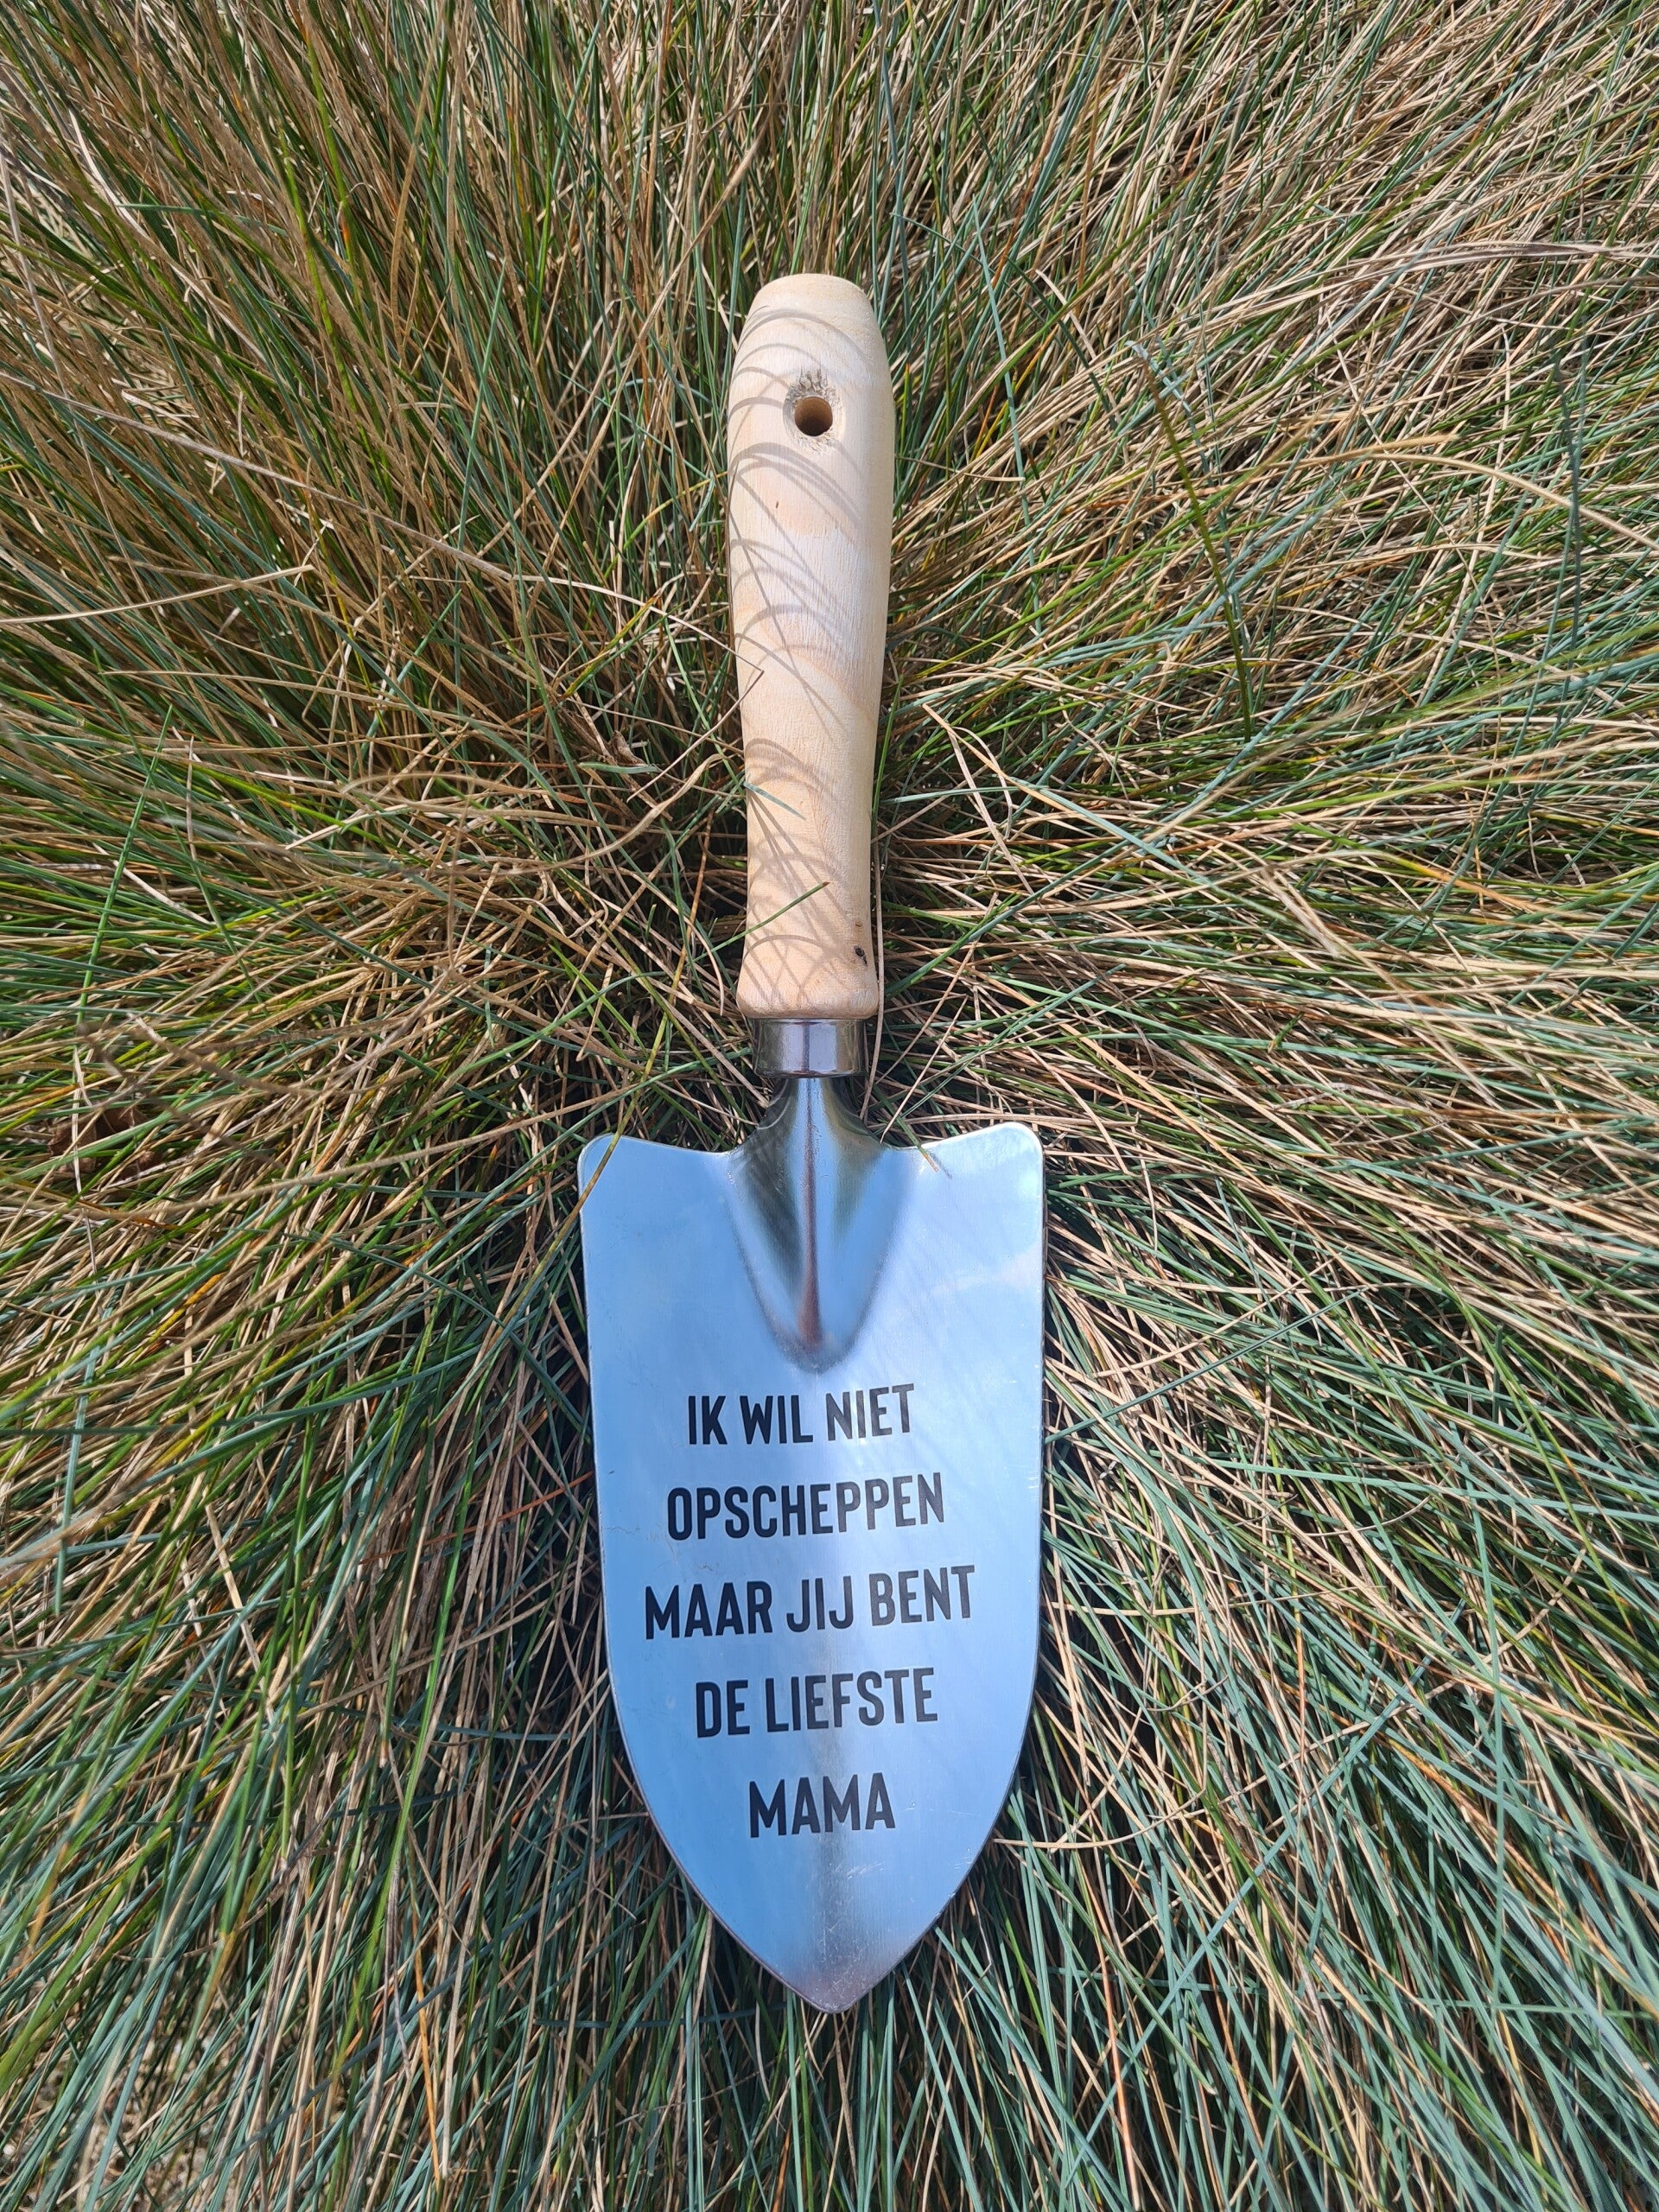 IK WIL NIET
OPSCHEPPEN
MAAR JIJ BENT
DE LIEFSTE
MAMA